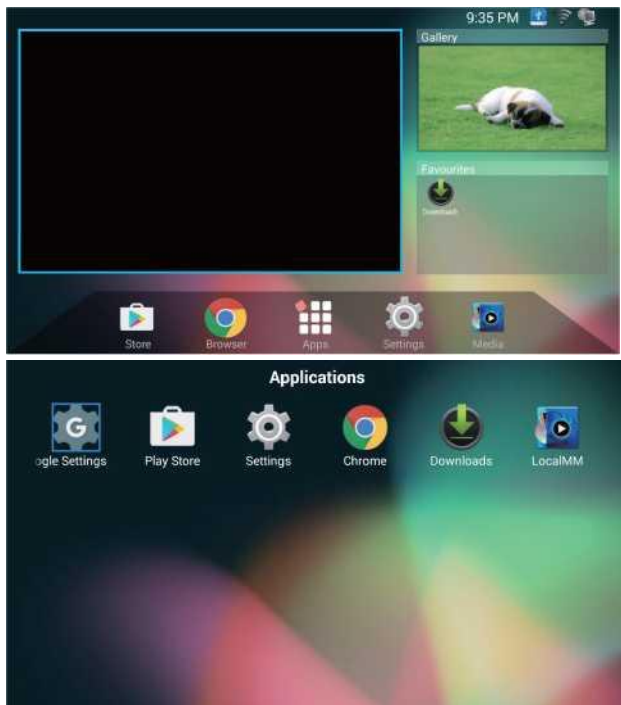 9:35 PM
Gallery
Favourites
Downloads
Store
Browser
Apps
Settings
Media
Applications
ogle Settings
Play Store
Settings
Chrome
Downloads
LocalMM